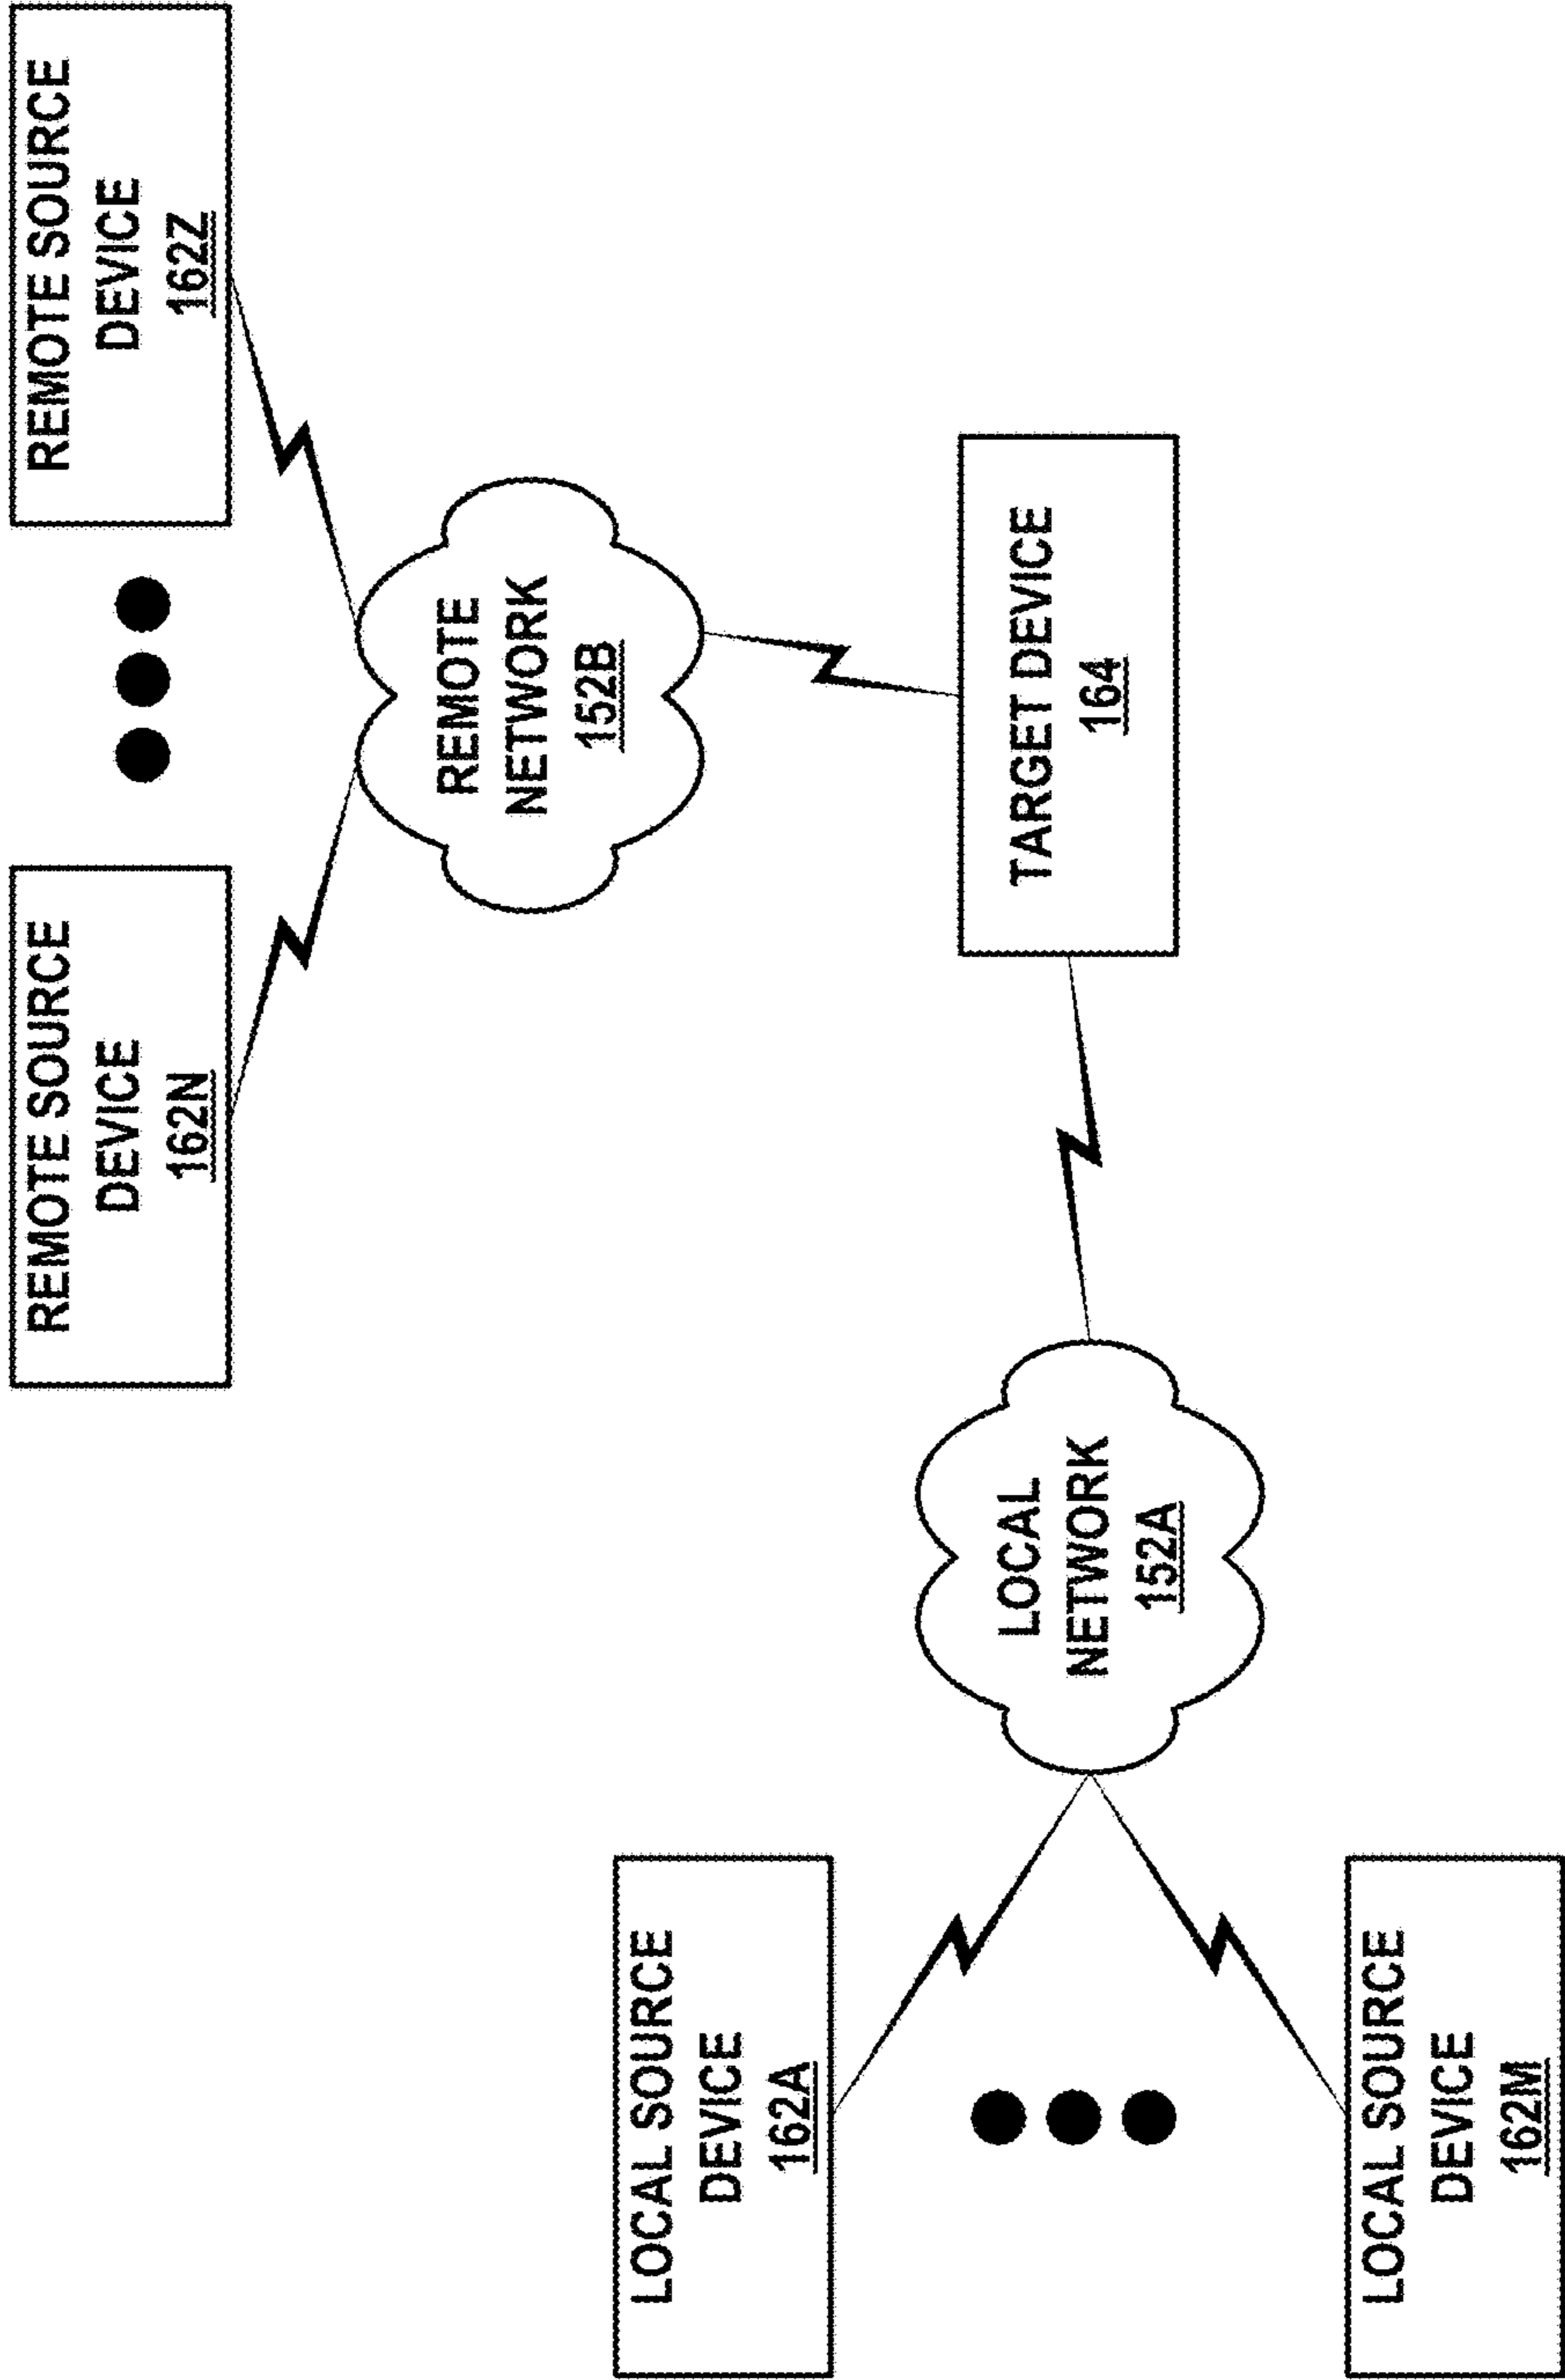 REMOTE SOURCE
DEVICE
162N
REMOTE SOURCE
DEVICE
162Z
REMOTE
NETWORK
152B
LOCAL SOURCE
DEVICE
162A
LOCAL
NETWORK
152A
TARGET DEVICE
164
LOCAL SOURCE
DEVICE
162M